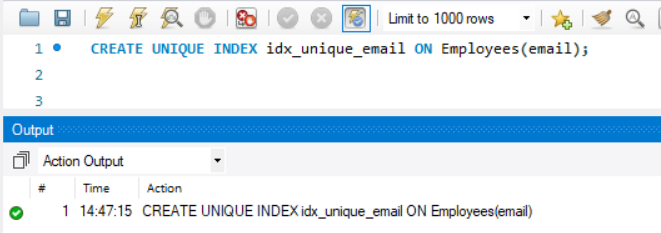 Limit to 1000 rows
1 CREATE UNIQUE INDEX idx_unique_email ON Employees(email);
2
3
Output
Action Output
# Time Action
1 14:47:15 CREATE UNIQUE INDEX idx_unique_email ON Employees(email)